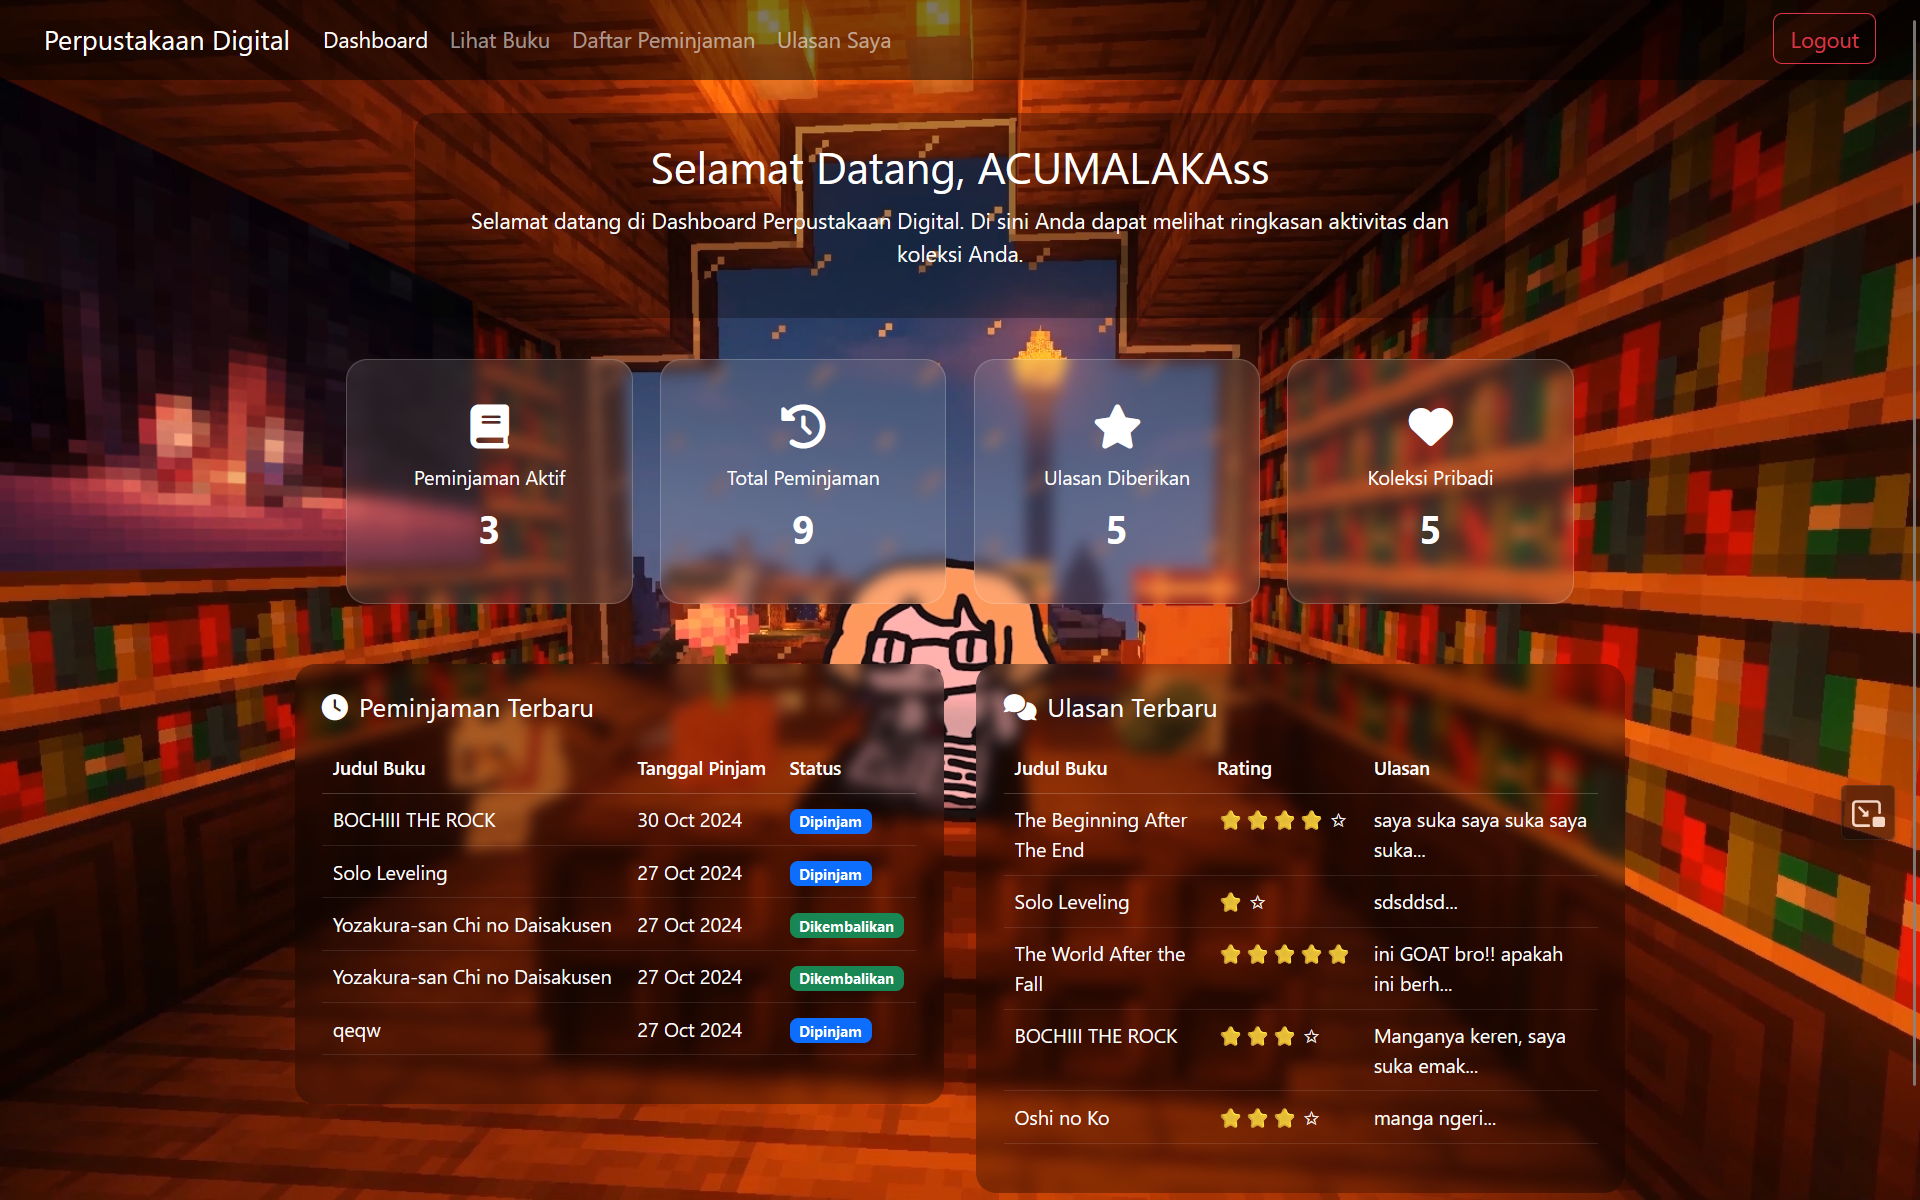 Perpustakaan Digital Dashboard Lihat Buku Daftar Peminjaman Ulasan Saya Logout
Selamat Datang, ACUMALAKAss
Selamat datang di Dashboard Perpustakaan Digital. Di sini Anda dapat melihat ringkasan aktivitas dan
koleksi Anda.
Peminjaman Aktif
3
Total Peminjaman
9
Ulasan Diberikan
5
Koleksi Pribadi
5
Peminjaman Terbaru
Judul Buku Tanggal Pinjam Status
BOCHIII THE ROCK 30 Oct 2024 Dipinjam
Solo Leveling 27 Oct 2024 Dipinjam
Yozakura-san Chi no Daisakusen 27 Oct 2024 Dikembalikan
Yozakura-san Chi no Daisakusen 27 Oct 2024 Dikembalikan
qeqw 27 Oct 2024 Dipinjam
Ulasan Terbaru
Judul Buku Rating Ulasan
The Beginning After ⭐⭐⭐⭐☆ saya suka saya suka saya
The End suka...
Solo Leveling ⭐☆ sdsddsd...
The World After the ⭐⭐⭐⭐⭐ ini GOAT bro!! apakah
Fall ini berh...
BOCHIII THE ROCK ⭐⭐⭐☆ Manganya keren, saya
suka emak...
Oshi no Ko ⭐⭐⭐☆ manga ngeri...